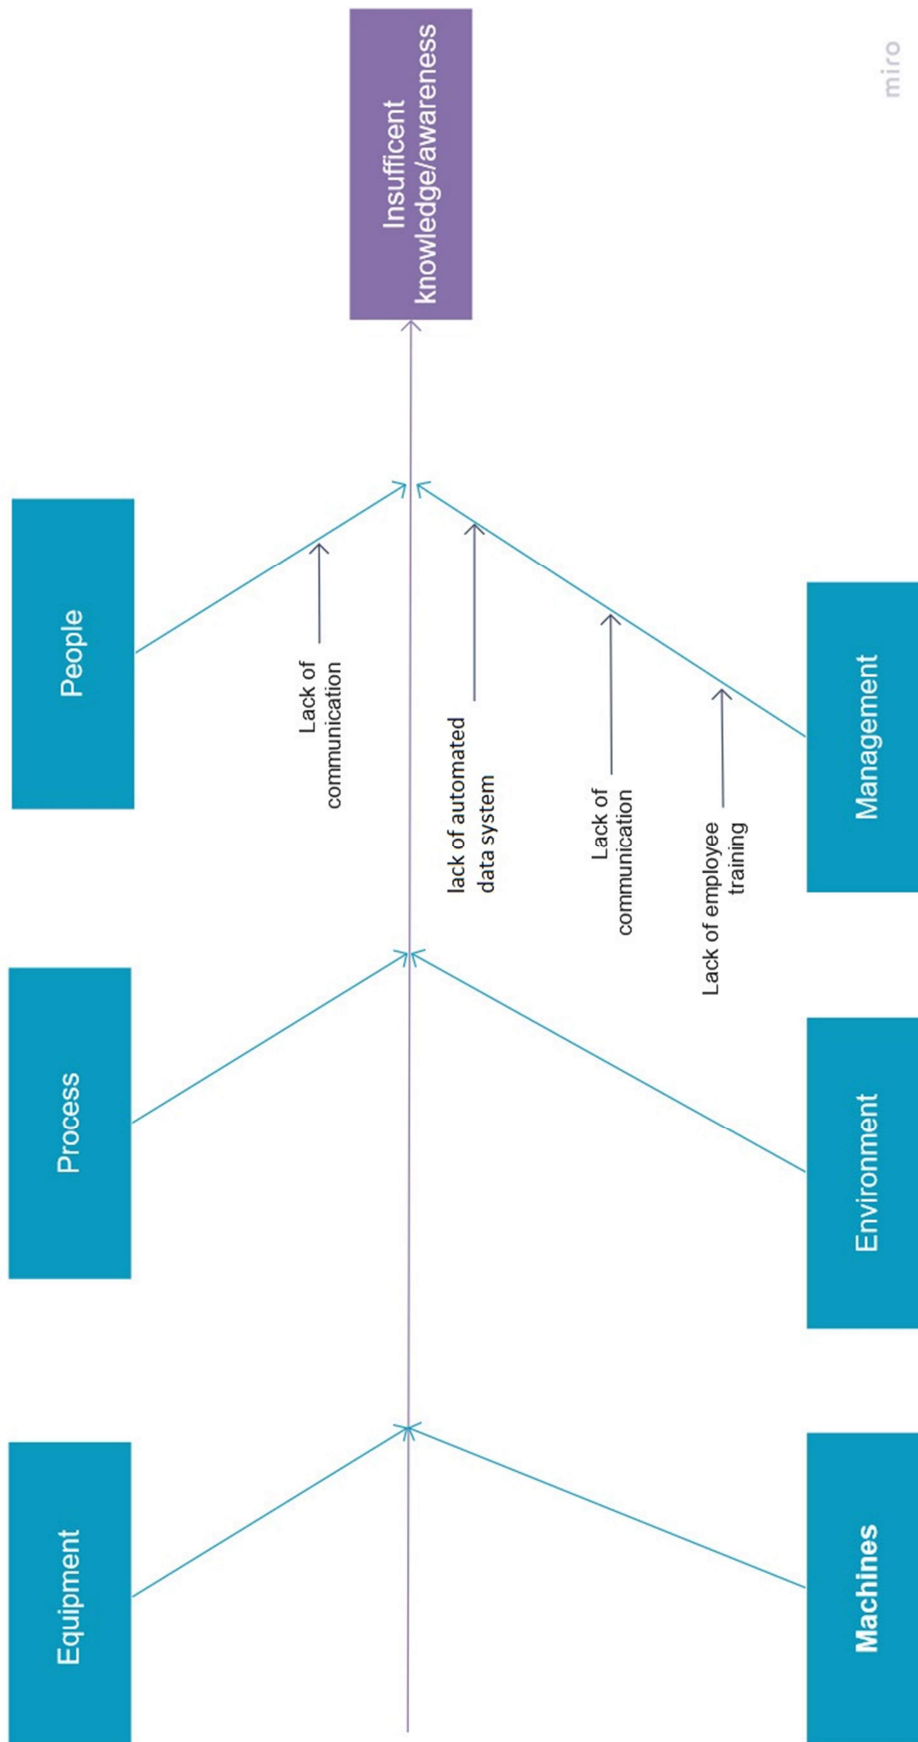 Equipment
Process
People
Lack of
communication
Insufficent
knowledge/awareness
lack of automated
data system
Lack of
communication
Lack of employee
training
Machines
Environment
Management
miro